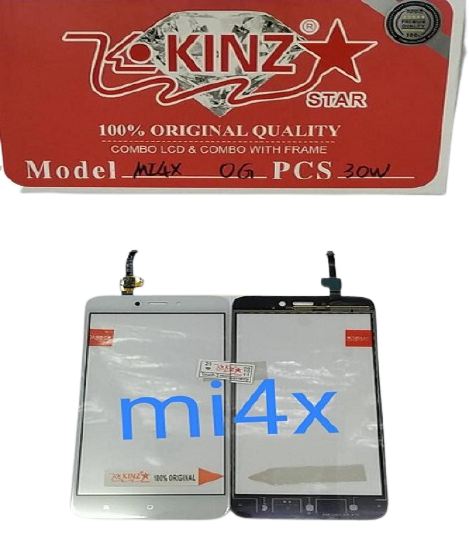 KINZ®
STAR
100% ORIGINAL QUALITY
COMBO LCD & COMBO WITH FRAME
Model MI4X OG PCS 30W
mi4x
KINZ 100% ORIGINAL